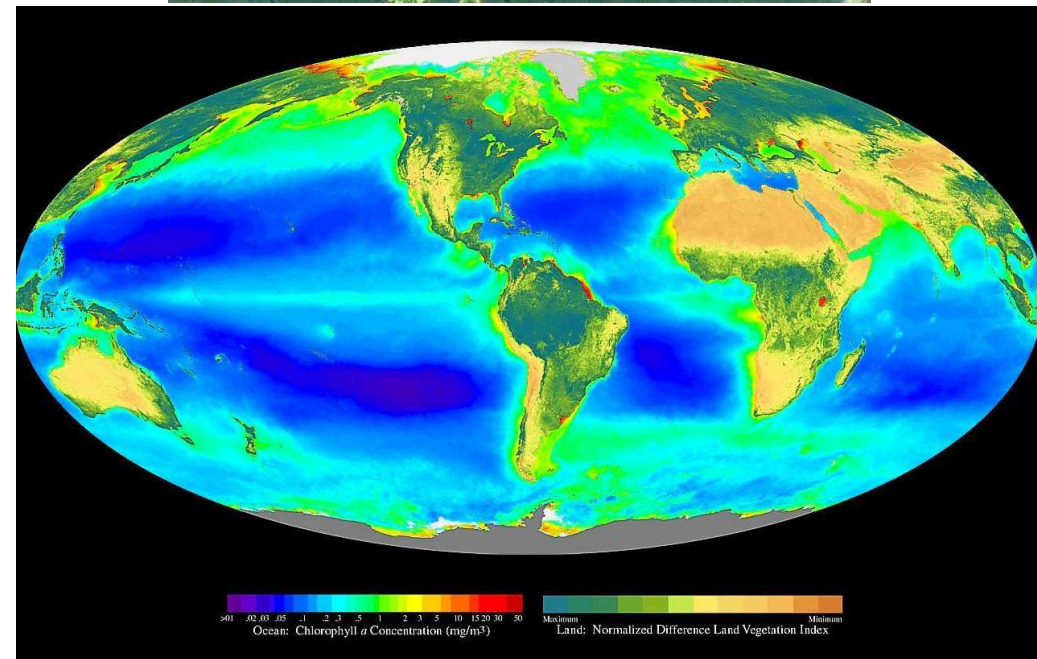 >01 .02 .03 .05 .1 .2 .3 .5 1 2 3 5 10 15 20 30 50
Ocean: Chlorophyll a Concentration (mg/m³)
Maximum Minimum
Land: Normalized Difference Land Vegetation Index